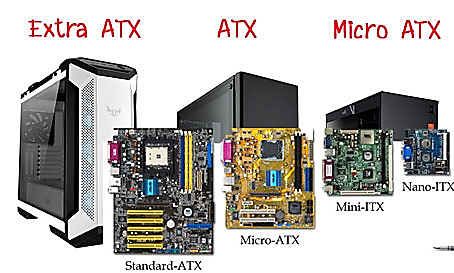 Extra ATX
ATX
Micro ATX
Nano-ITX
Mini-ITX
Micro-ATX
Standard-ATX